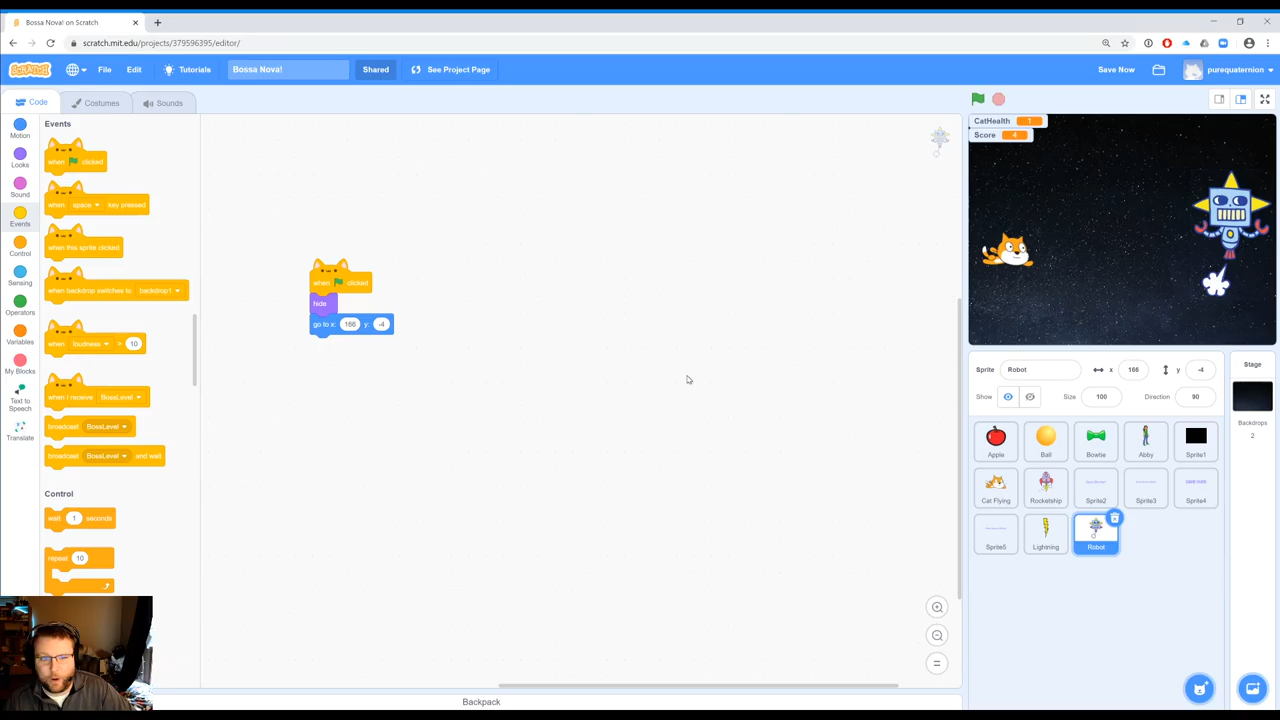 Bossa Nova! on Scratch
scratch.mit.edu/projects/379596395/editor/
SCRATCH
File Edit Tutorials Bossa Nova! Shared See Project Page Save Now purequaternion
Code Costumes Sounds
Motion
Looks
Sound
Events
Control
Sensing
Operators
Variables
My Blocks
Text to
Speech
Translate
Events
when clicked
when space key pressed
when this sprite clicked
when backdrop switches to backdrop1
when loudness > 10
when I receive BossLevel
broadcast BossLevel
broadcast BossLevel and wait
Control
wait 1 seconds
repeat 10
when clicked
hide
go to x: 166 y: -4
Backpack
CatHealth 1
Score 4
Sprite Robot x 166 y -4
Show Size 100 Direction 90
Stage
Backdrops
2
Apple Ball Bowtie Abby Sprite1
Cat Flying Rocketship Sprite2 Sprite3 Sprite4
GAME OVER
Sprite5 Lightning Robot